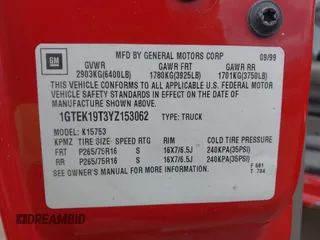 GM
MFD BY GENERAL MOTORS CORP 09/99
GVWR GAWR FRT GAWR RR
2903KG(6400LB) 1780KG(3925LB) 1701KG(3750LB)
THIS VEHICLE CONFORMS TO ALL APPLICABLE U.S. FEDERAL MOTOR
VEHICLE SAFETY STANDARDS IN EFFECT ON THE DATE OF
MANUFACTURE SHOWN ABOVE.
1GTEK19T3YZ153062 TYPE: TRUCK
MODEL: K15753
KPMZ TIRE SIZE SPEED RTG RIM COLD TIRE PRESSURE
FRT P265/75R16 S 16X7/6.5J 240KPA(35PSI)
RR P265/75R16 S 16X7/6.5J 240KPA(35PSI)
SEE OWNER'S MANUAL FOR MORE INFORMATION.
F 601
T 784
DREAMBID